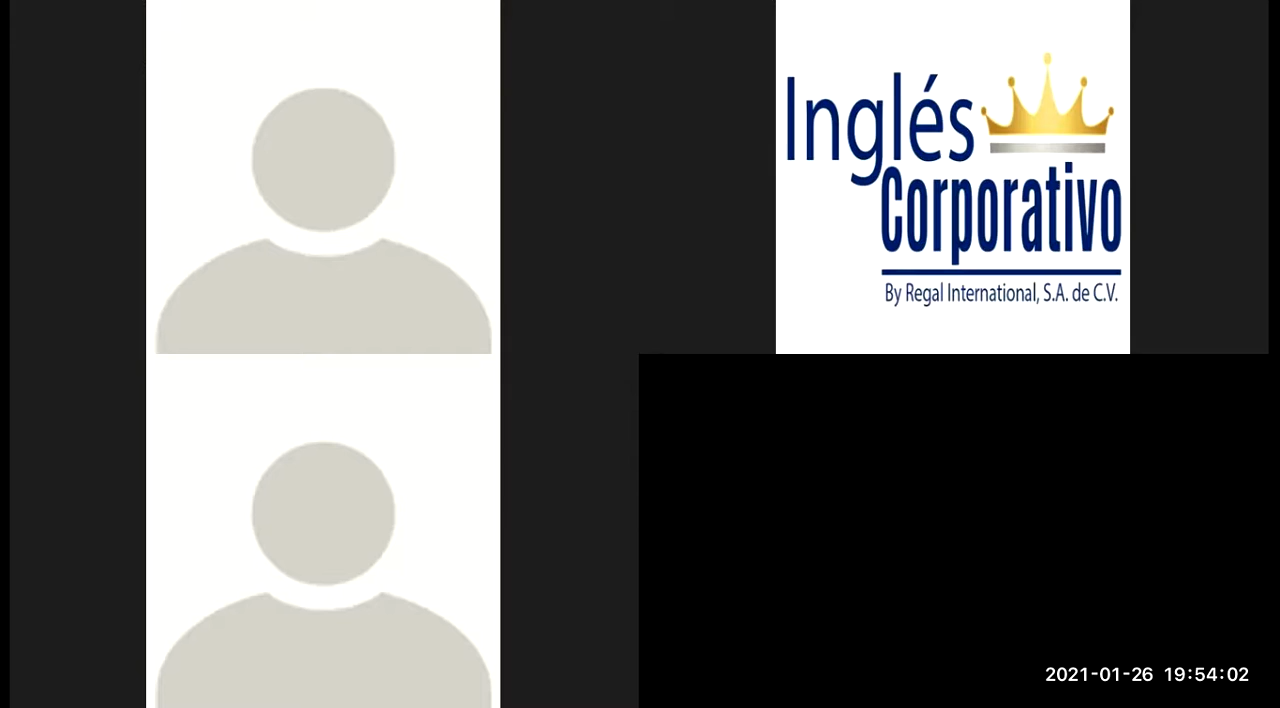 Inglés
Corporativo
By Regal International, S.A. de C.V.
2021-01-26 19:54:02